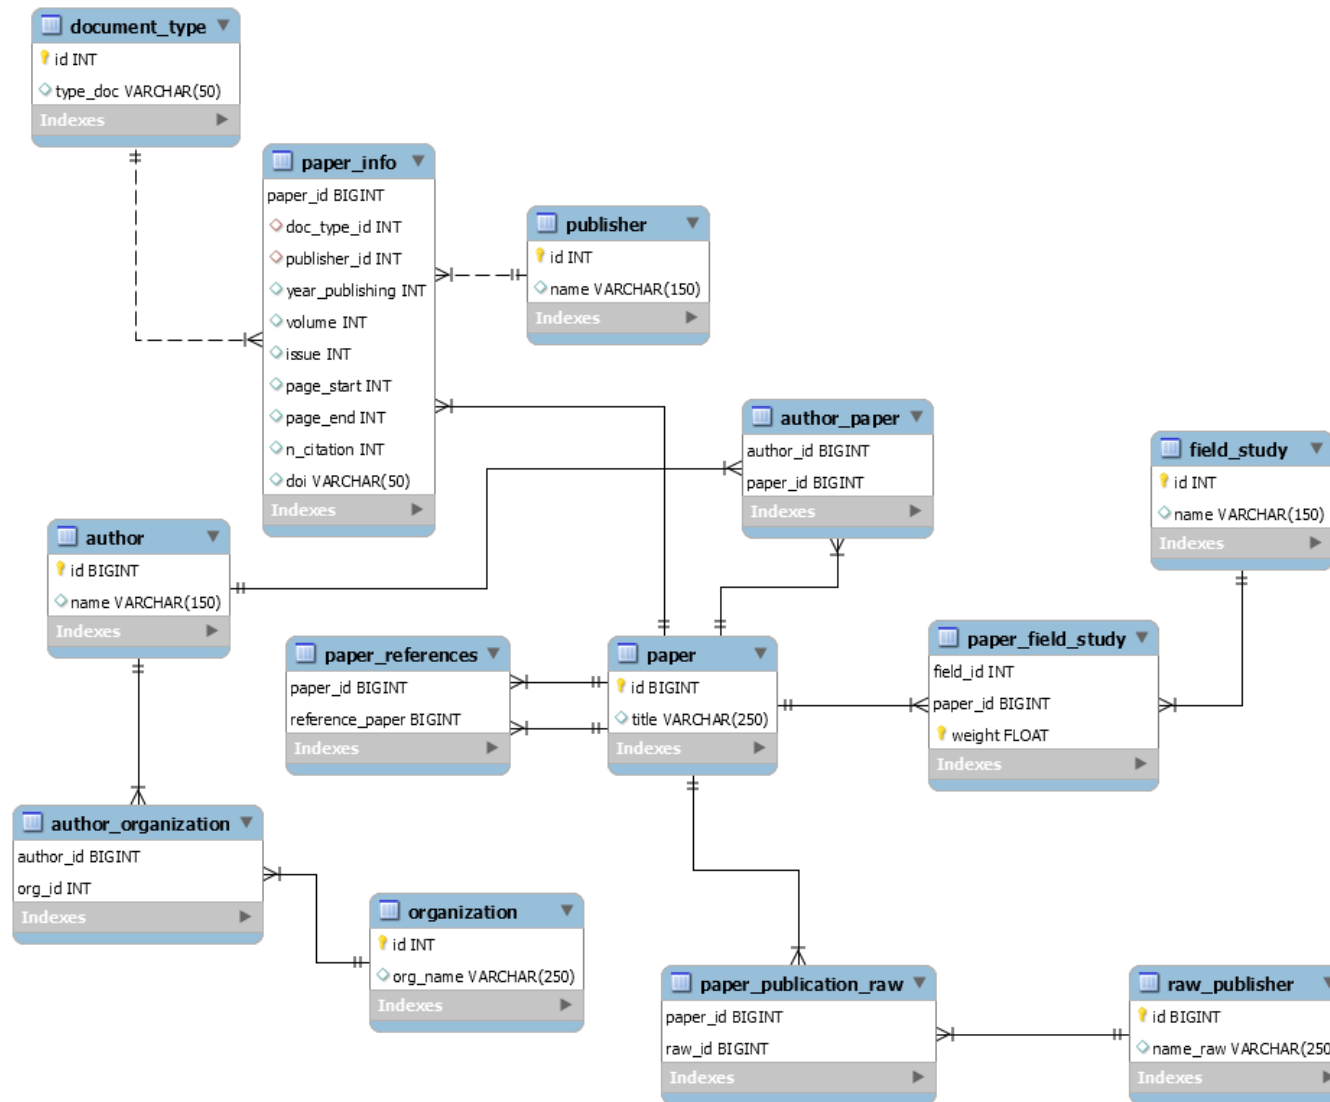 document_type
id INT
type_doc VARCHAR(50)
Indexes
paper_info
paper_id BIGINT
doc_type_id INT
publisher_id INT
year_publishing INT
volume INT
issue INT
page_start INT
page_end INT
n_citation INT
doi VARCHAR(50)
Indexes
publisher
id INT
name VARCHAR(150)
Indexes
author_paper
author_id BIGINT
paper_id BIGINT
Indexes
field_study
id INT
name VARCHAR(150)
Indexes
author
id BIGINT
name VARCHAR(150)
Indexes
paper_references
paper_id BIGINT
reference_paper BIGINT
Indexes
paper
id BIGINT
title VARCHAR(250)
Indexes
paper_field_study
field_id INT
paper_id BIGINT
weight FLOAT
Indexes
author_organization
author_id BIGINT
org_id INT
Indexes
organization
id INT
org_name VARCHAR(250)
Indexes
paper_publication_raw
paper_id BIGINT
raw_id BIGINT
Indexes
raw_publisher
id BIGINT
name_raw VARCHAR(250
Indexes